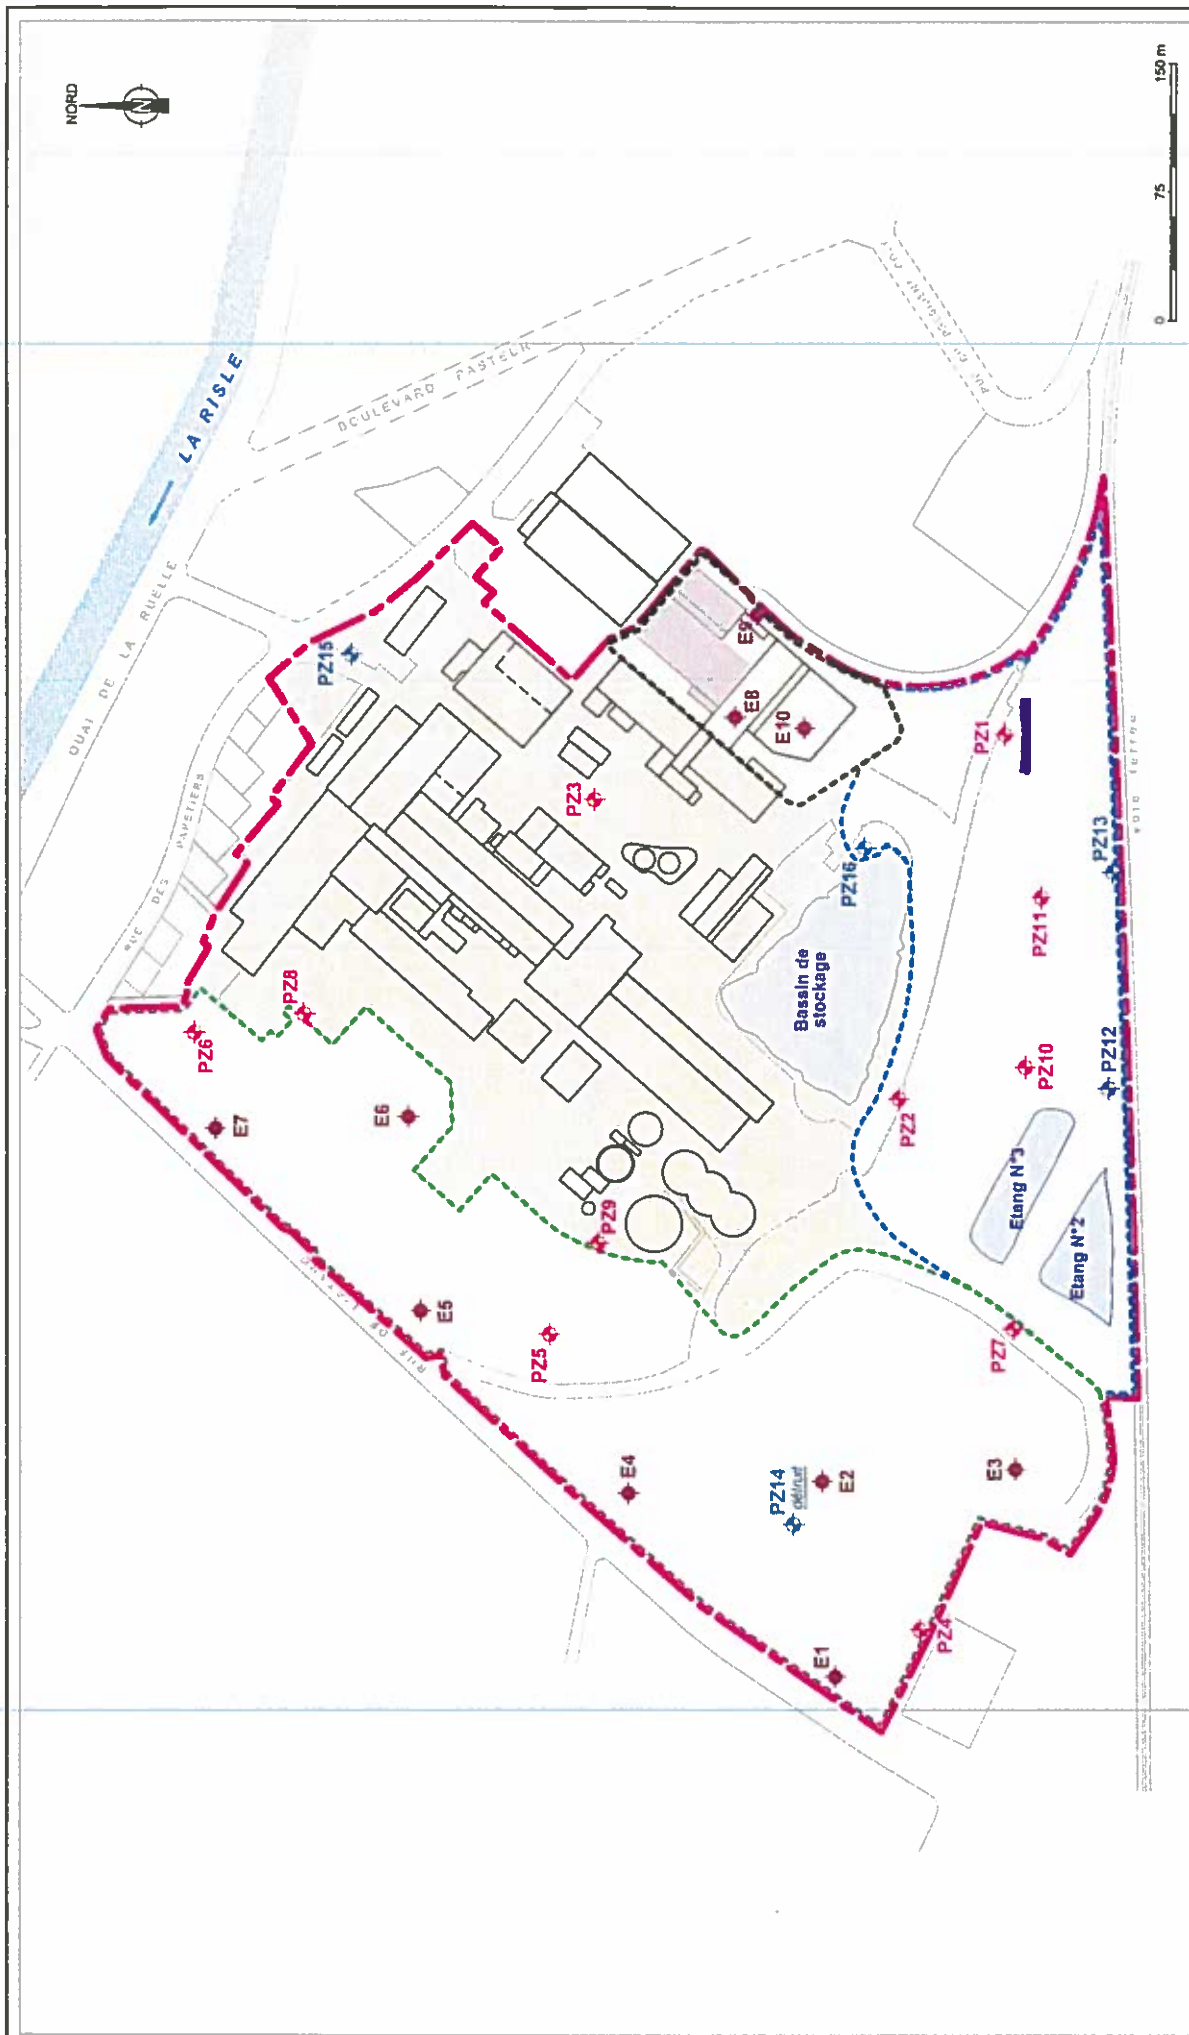 NORD
N
150 m
75
0
LA RISLE
QUAI DE LA RUELLE
BOULEVARD PASTEUR
RUE DES PAPETIERS
PZ15
PZ8
PZ6
E7
E6
PZ3
E9
E8
E10
PZ9
E5
PZ5
PZ16
Bassin de
stockage
PZ2
PZ1
PZ13
PZ11
PZ10
PZ12
Etang N°3
Etang N°2
PZ7
E4
PZ14
détruit
E2
E3
E1
PZ4